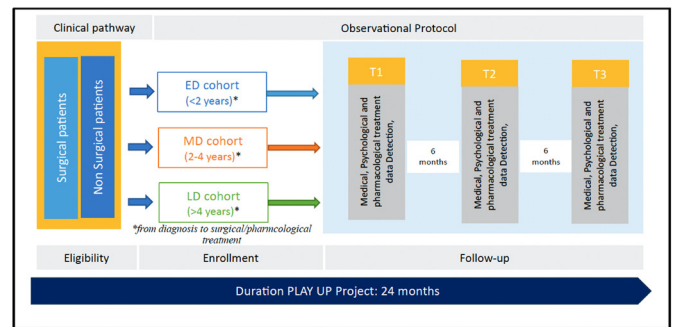 Clinical pathway
Observational Protocol
Surgical patients
Non Surgical patients
ED cohort
(<2 years)*
MD cohort
(2-4 years)*
LD cohort
(>4 years)*
*from diagnosis to surgical/pharmcological
treatment
T1
Medical, Psychological and
pharmacological treatment
data Detection,
6
months
T2
Medical, Psychological and
pharmacological treatment
data Detection,
6
months
T3
Medical, Psychological and
pharmacological treatment
data Detection,
Eligibility
Enrollment
Follow-up
Duration PLAY UP Project: 24 months